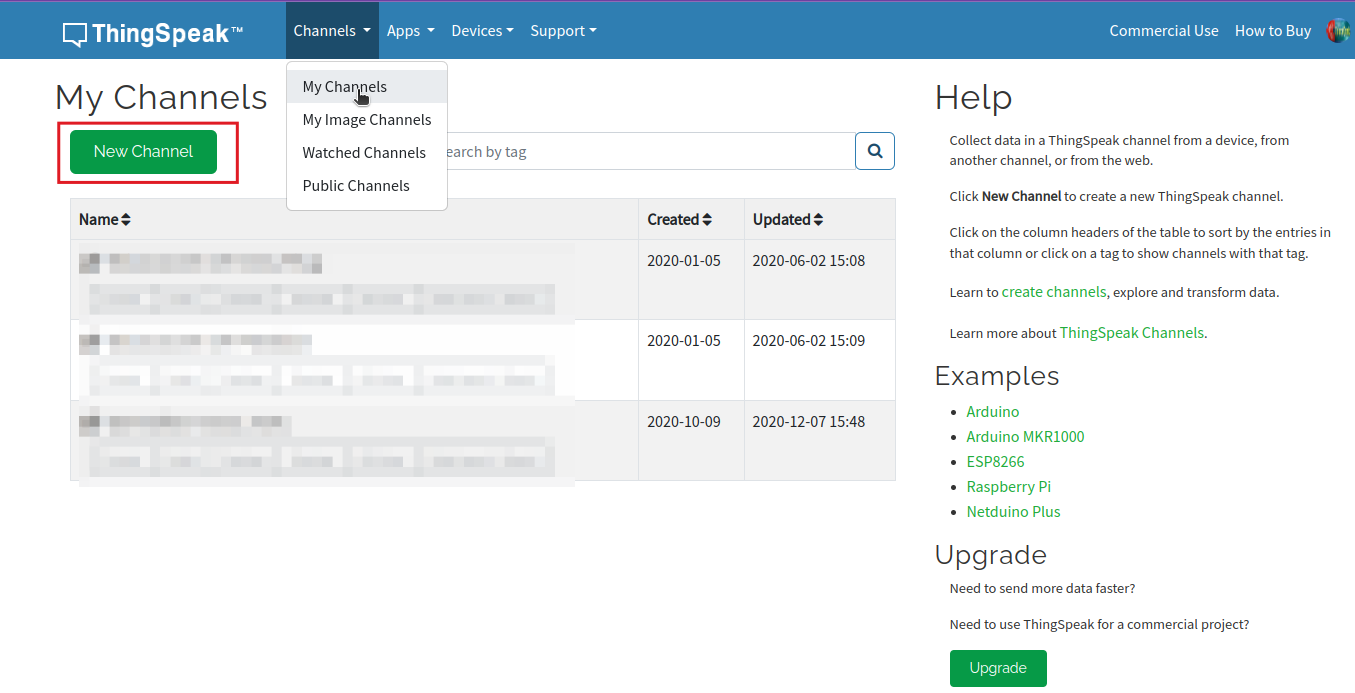 ThingSpeak™
Channels
Apps
Devices
Support
Commercial Use
How to Buy
My Channels
My Image Channels
Watched Channels
Public Channels
My Channels
New Channel
earch by tag
Name
Created
Updated
2020-01-05
2020-06-02 15:08
2020-01-05
2020-06-02 15:09
2020-10-09
2020-12-07 15:48
Help
Collect data in a ThingSpeak channel from a device, from
another channel, or from the web.
Click New Channel to create a new ThingSpeak channel.
Click on the column headers of the table to sort by the entries in
that column or click on a tag to show channels with that tag.
Learn to create channels, explore and transform data.
Learn more about ThingSpeak Channels.
Examples
Arduino
Arduino MKR1000
ESP8266
Raspberry Pi
Netduino Plus
Upgrade
Need to send more data faster?
Need to use ThingSpeak for a commercial project?
Upgrade